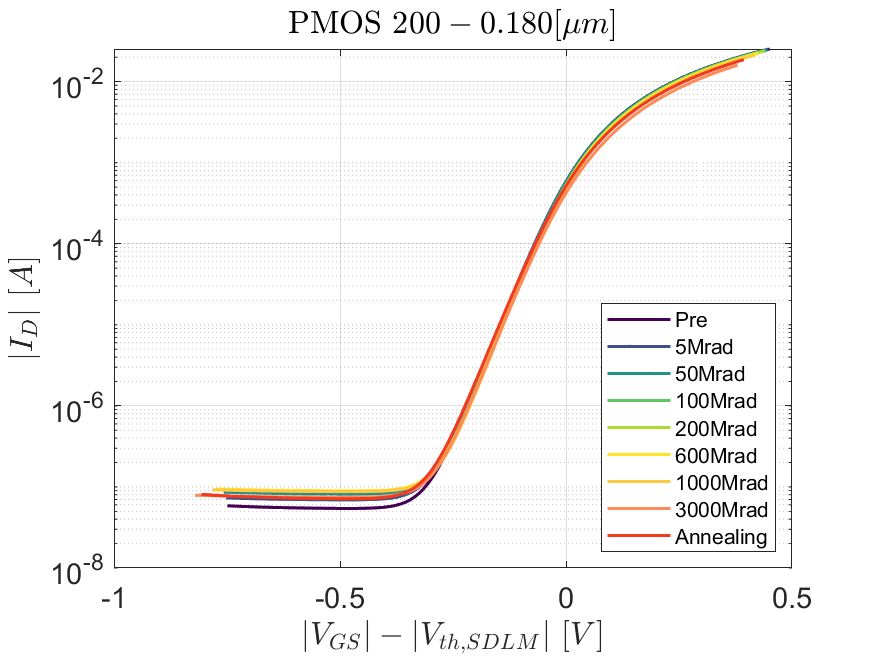 PMOS 200 − 0.180[μm]
|I_D| [A]
10^-2
10^-4
10^-6
10^-8
-1 -0.5 0 0.5
|V_GS| − |V_th,SDLM| [V]
Pre
5Mrad
50Mrad
100Mrad
200Mrad
600Mrad
1000Mrad
3000Mrad
Annealing